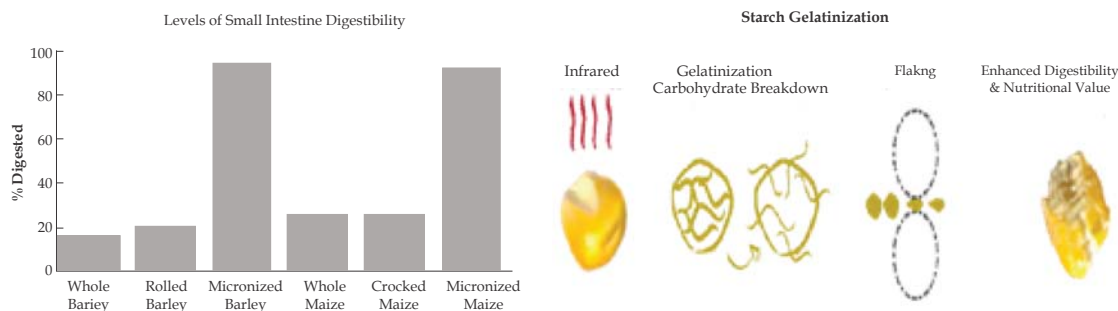 Levels of Small Intestine Digestibility
% Digested
100
80
60
40
20
0
Whole
Bariey
Rolled
Barley
Micronized
Barley
Whole
Maize
Crocked
Maize
Micronized
Maize
Starch Gelatinization
Infrared
Gelatinization
Carbohydrate Breakdown
Flakng
Enhanced Digestibility
& Nutritional Value